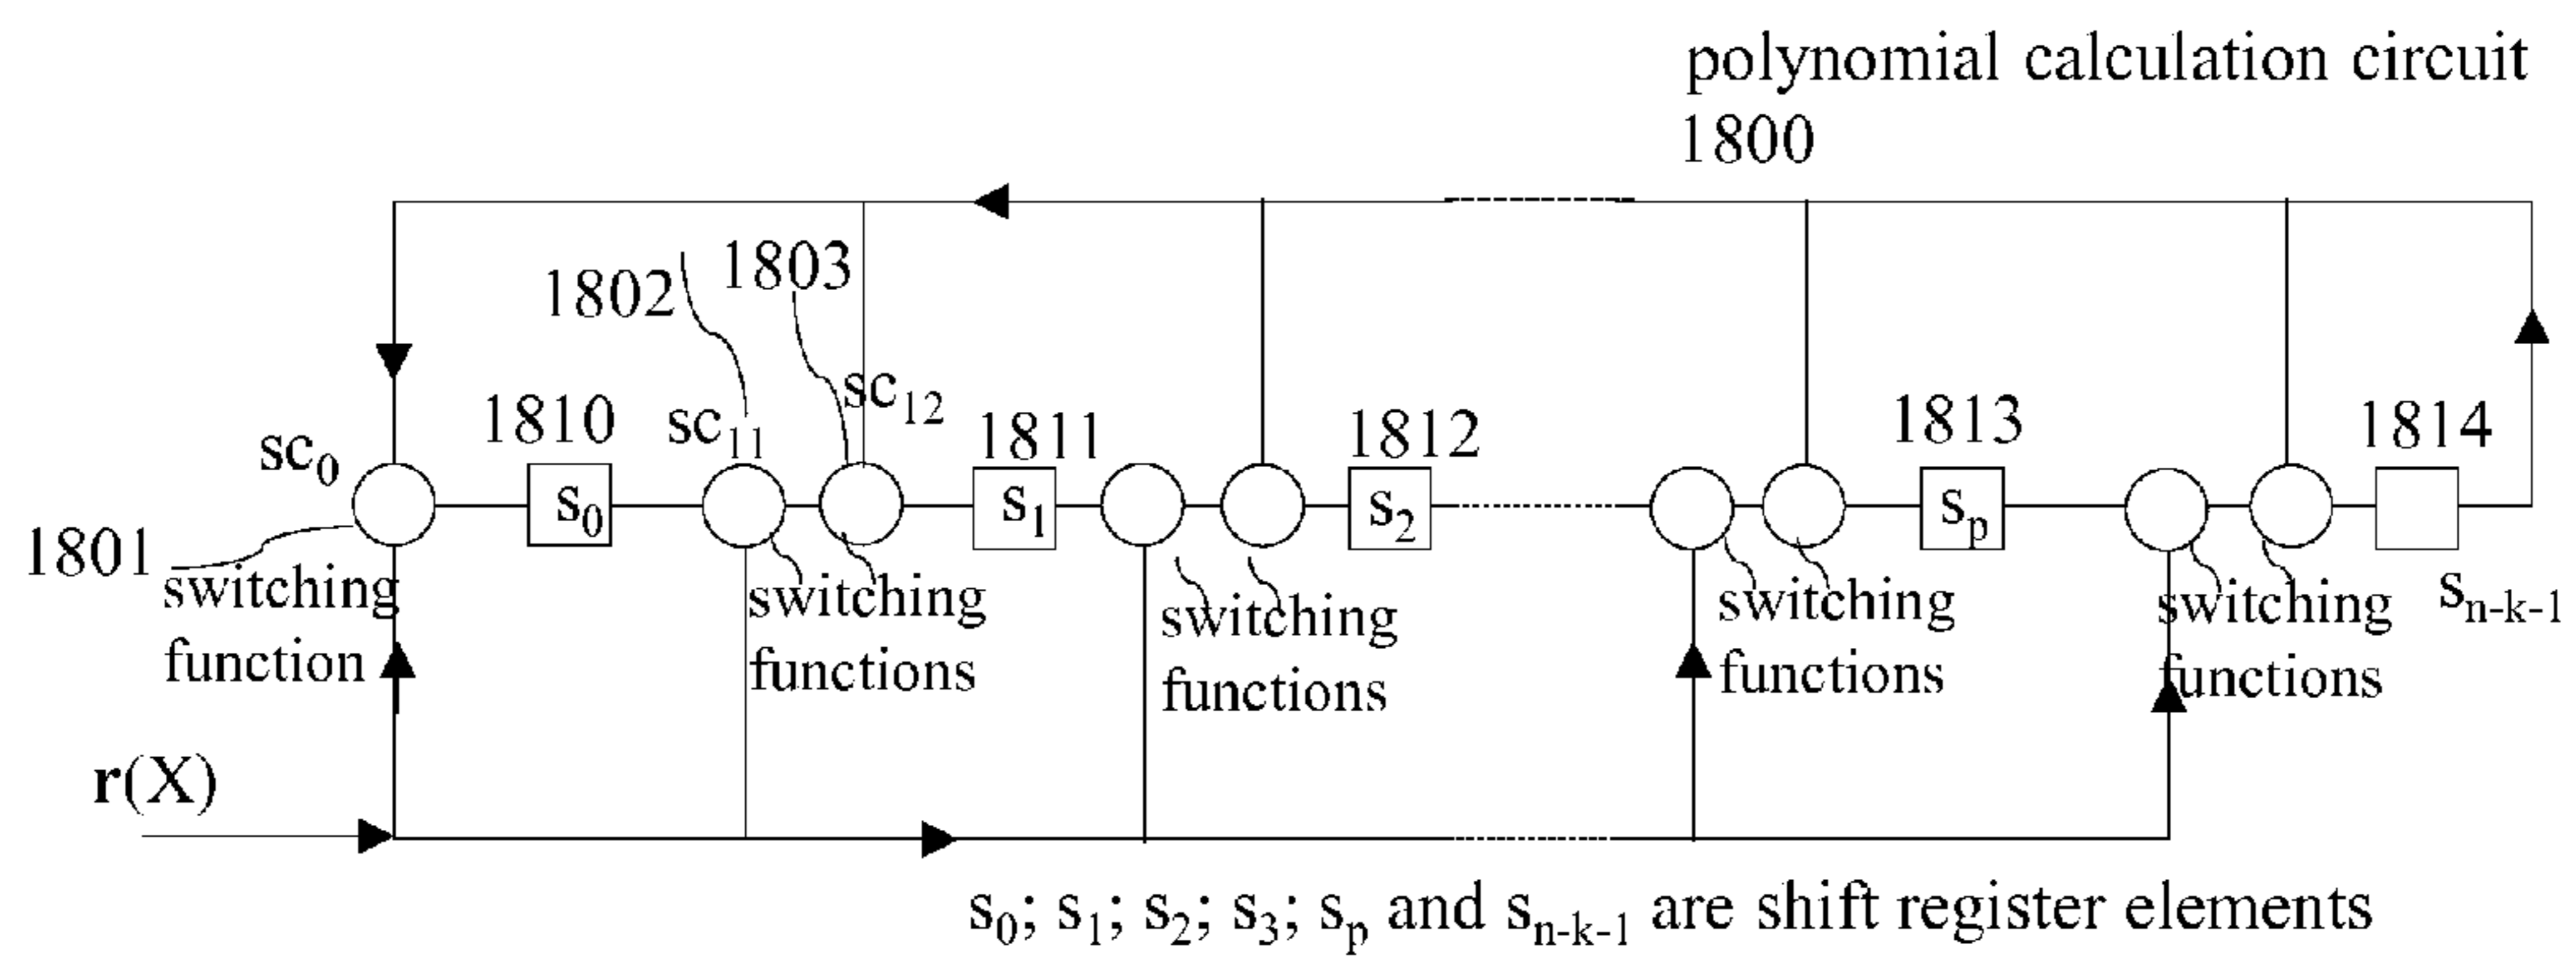 polynomial calculation circuit
1800
1802
1803
sc₀
1810
sc₁₁
sc₁₂
1811
1812
1813
1814
s₀
s₁
s₂
sₚ
sₙ₋ₖ₋₁
1801
switching
function
switching
functions
switching
functions
switching
functions
switching
functions
r(X)
s₀; s₁; s₂; s₃; sₚ and sₙ₋ₖ₋₁ are shift register elements